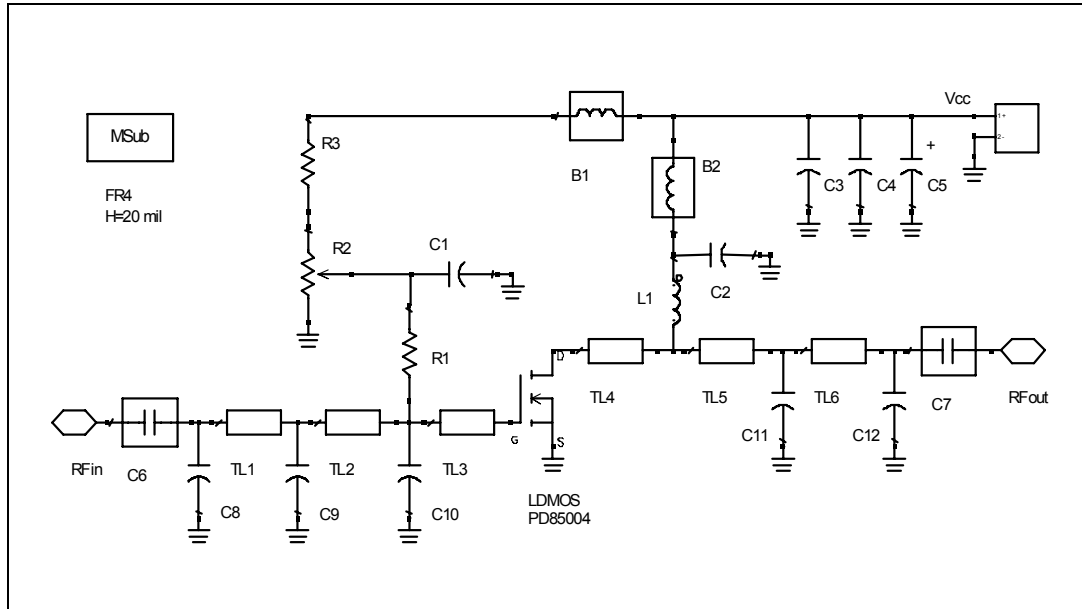 Vcc
1+
2-
MSub
FR4
H=20 mil
R3
B1
B2
C3
C4
C5
+
R2
C1
L1
C2
R1
D
G
S
TL4
TL5
TL6
C7
RFout
C11
C12
RFin
C6
TL1
TL2
TL3
C8
C9
C10
LDMOS
PD85004